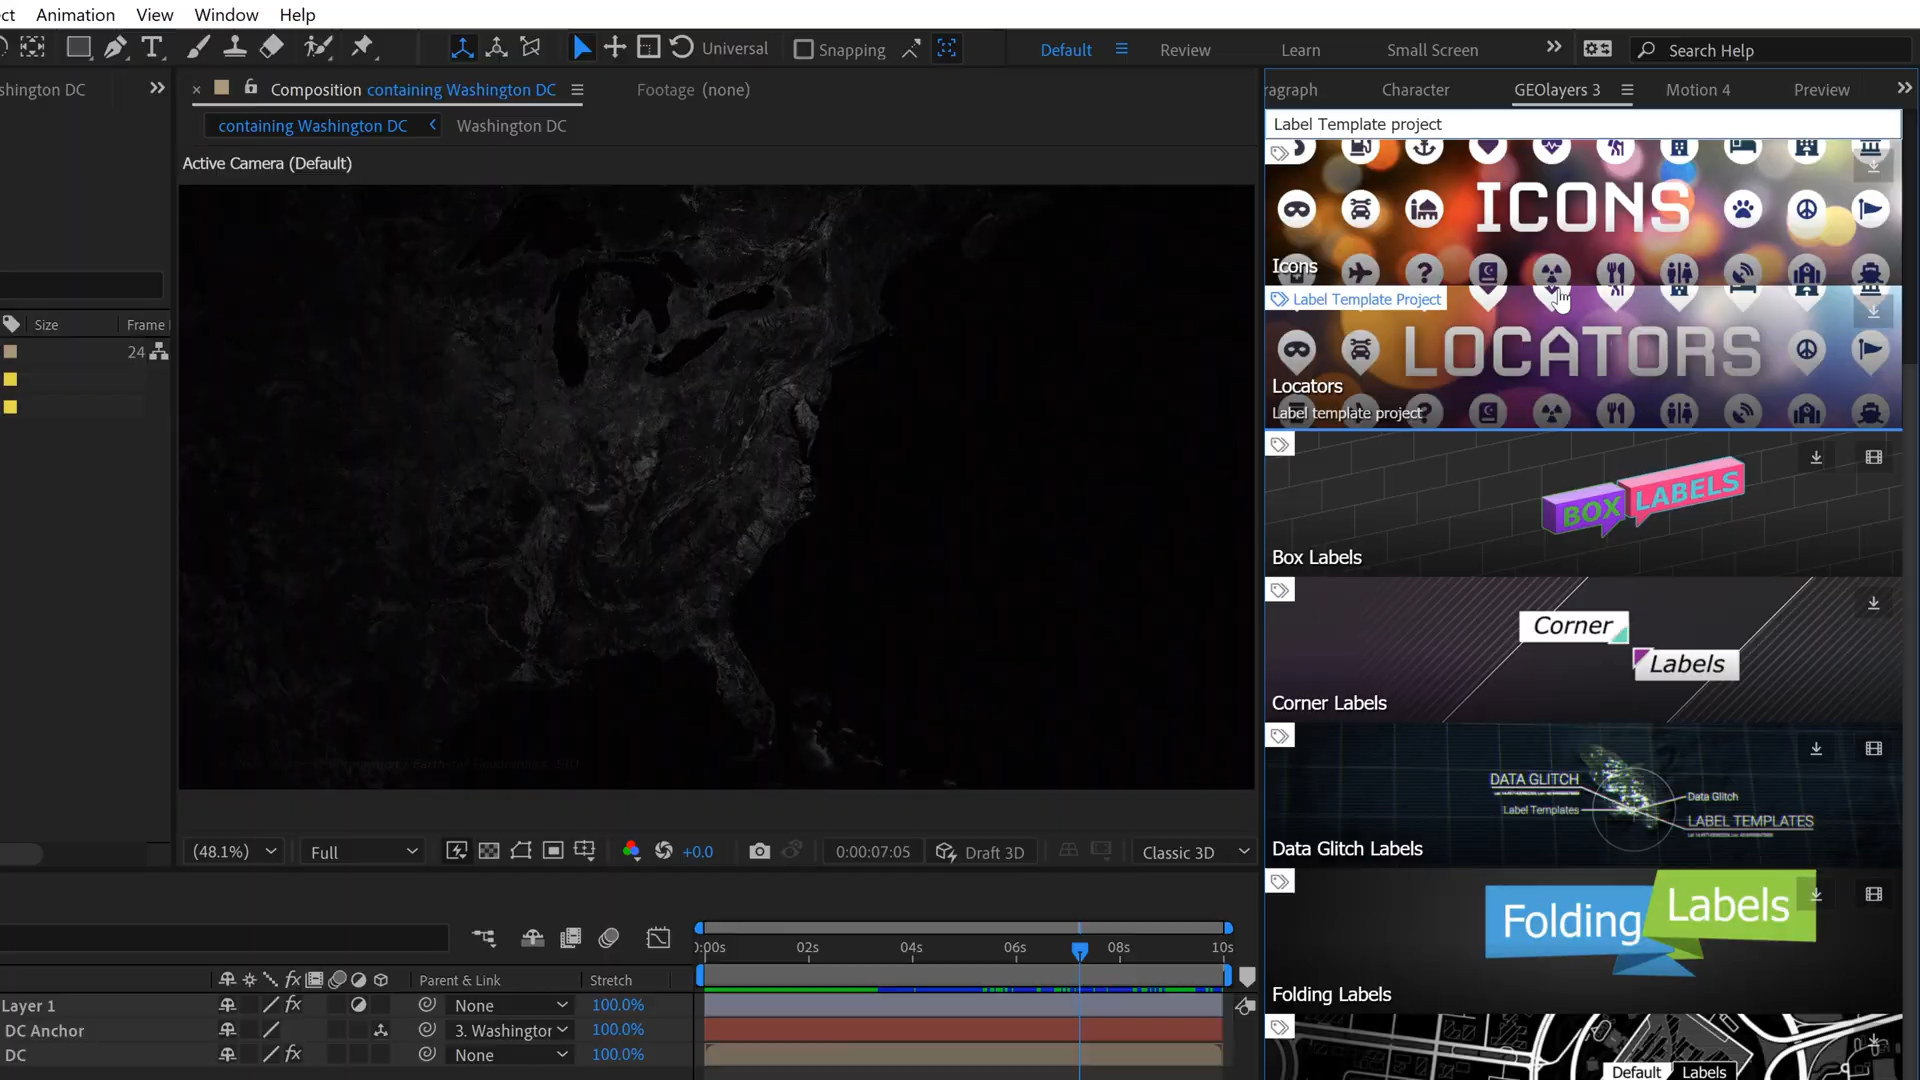 ct Animation View Window Help
Universal Snapping Default Review Learn Small Screen Search Help
shington DC
Composition containing Washington DC Footage (none)
ragraph Character GEOlayers 3 Motion 4 Preview
containing Washington DC Washington DC
Label Template project
Active Camera (Default)
ICONS
Icons
Label Template Project
LOCATORS
Locators
Label template project
Size Frame
24
BOX LABELS
Box Labels
Corner
Labels
Corner Labels
DATA GLITCH
Data Glitch
Label Templates
LABEL TEMPLATES
Data Glitch Labels
Folding Labels
Folding Labels
Default Labels
(48.1%) Full +0.0 0:00:07:05 Draft 3D Classic 3D
0:00s 02s 04s 06s 08s 10s
fx Parent & Link Stretch
Layer 1 fx None 100.0%
DC Anchor 3. Washingtor 100.0%
DC fx None 100.0%